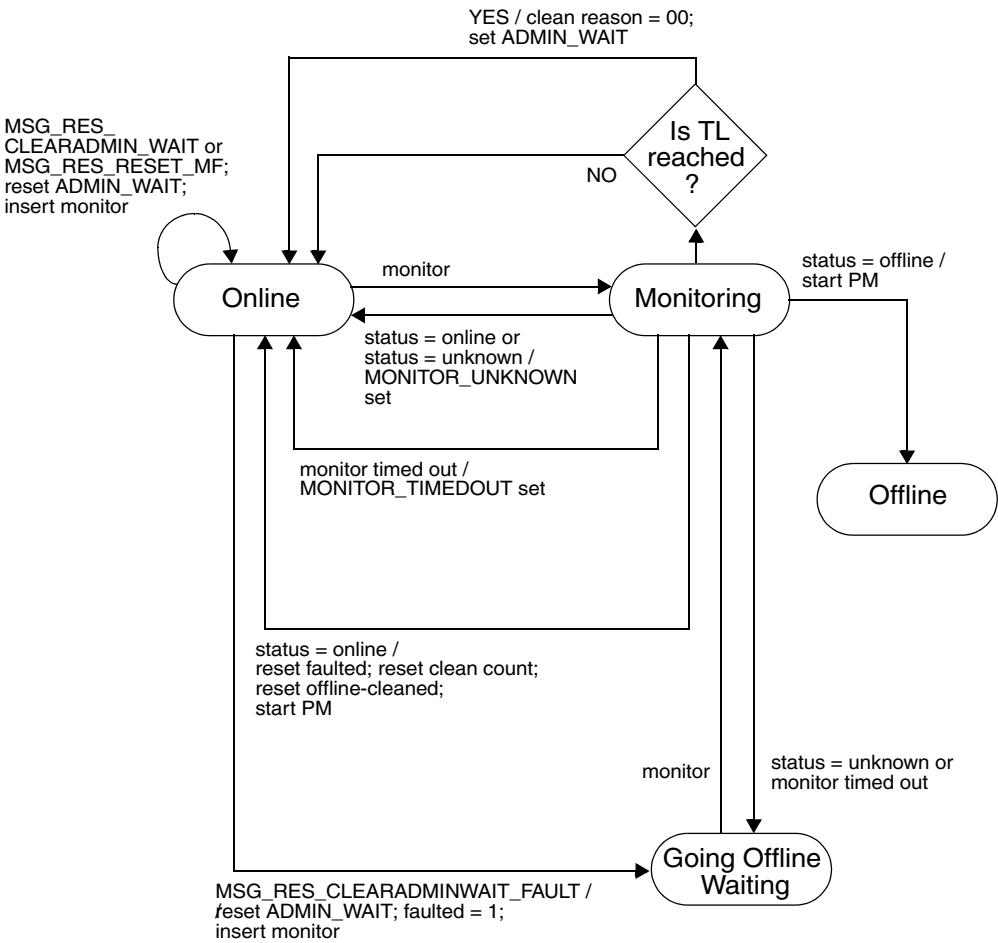 YES / clean reason = 00;
set ADMIN_WAIT
MSG_RES_
CLEARADMIN_WAIT or
MSG_RES_RESET_MF;
reset ADMIN_WAIT;
insert monitor
Is TL
reached
?
NO
Online
monitor
Monitoring
status = offline /
start PM
status = online or
status = unknown /
MONITOR_UNKNOWN
set
monitor timed out /
MONITOR_TIMEDOUT set
Offline
status = online /
reset faulted; reset clean count;
reset offline-cleaned;
start PM
monitor
status = unknown or
monitor timed out
Going Offline
Waiting
MSG_RES_CLEARADMINWAIT_FAULT /
reset ADMIN_WAIT; faulted = 1;
insert monitor